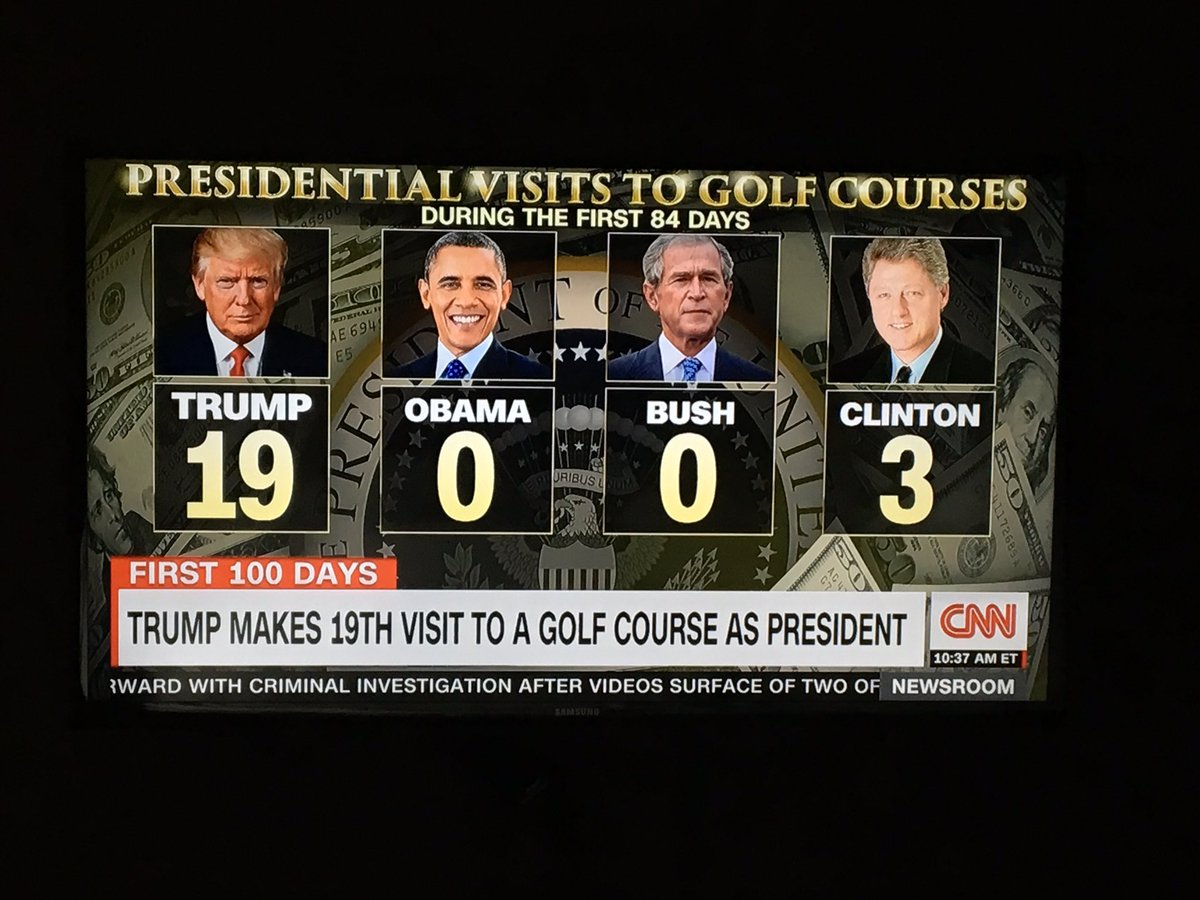 PRESIDENTIAL VISITS TO GOLF COURSES
DURING THE FIRST 84 DAYS
TRUMP
19
OBAMA
0
BUSH
0
CLINTON
3
FIRST 100 DAYS
TRUMP MAKES 19TH VISIT TO A GOLF COURSE AS PRESIDENT
CNN
10:37 AM ET
RWARD WITH CRIMINAL INVESTIGATION AFTER VIDEOS SURFACE OF TWO OF
NEWSROOM
SAMSUNG